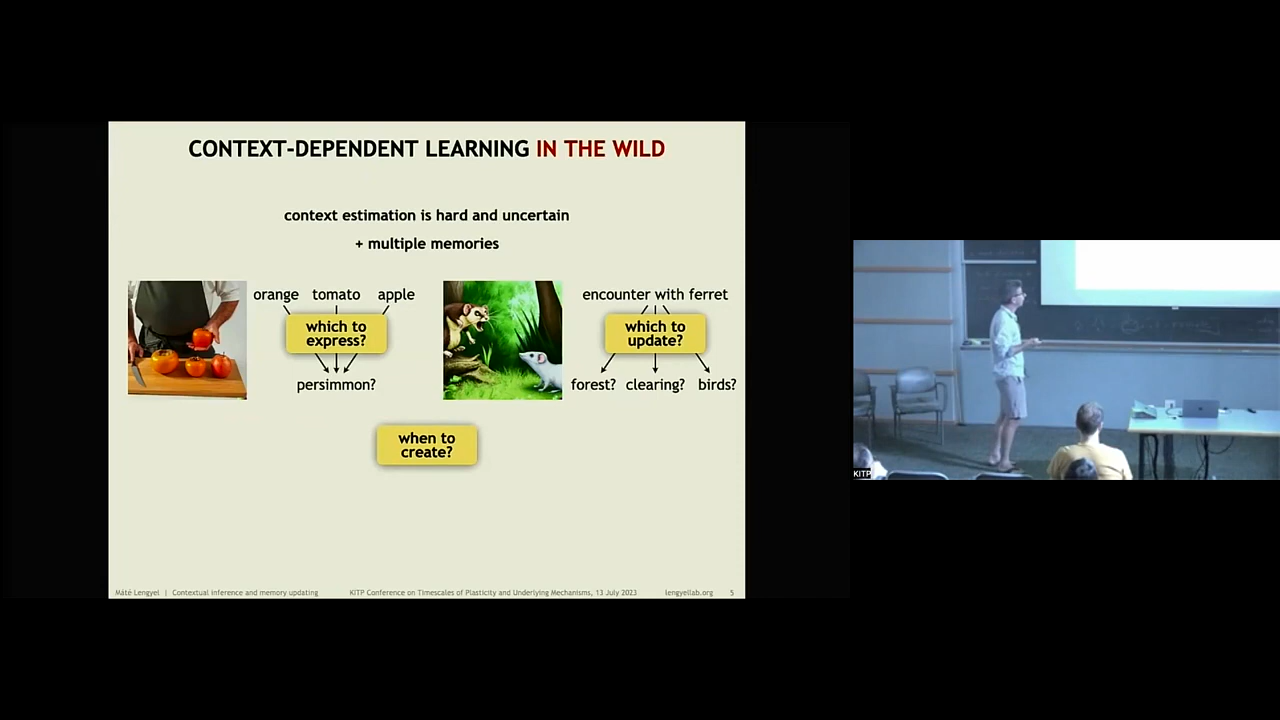 CONTEXT-DEPENDENT LEARNING IN THE WILD
context estimation is hard and uncertain
+ multiple memories
orange tomato apple
which to
express?
persimmon?
encounter with ferret
which to
update?
forest? clearing? birds?
when to
create?
Máté Lengyel | Contextual inference and memory updating KITP Conference on Timescales of Plasticity and Underlying Mechanisms, 13 July 2023 lengyellab.org 5
KITP